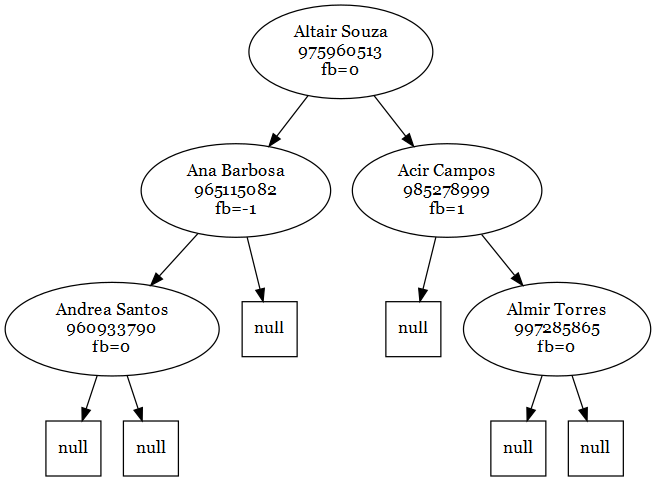 Altair Souza
975960513
fb=0
Ana Barbosa
965115082
fb=-1
Acir Campos
985278999
fb=1
Andrea Santos
960933790
fb=0
null
null
Almir Torres
997285865
fb=0
null
null
null
null